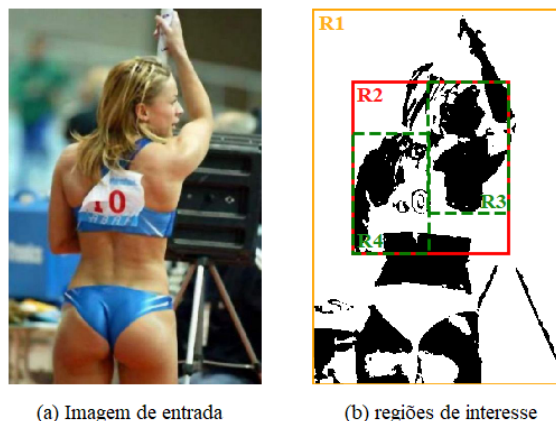 10
R1
R2
R3
R4
(a) Imagem de entrada
(b) regiões de interesse